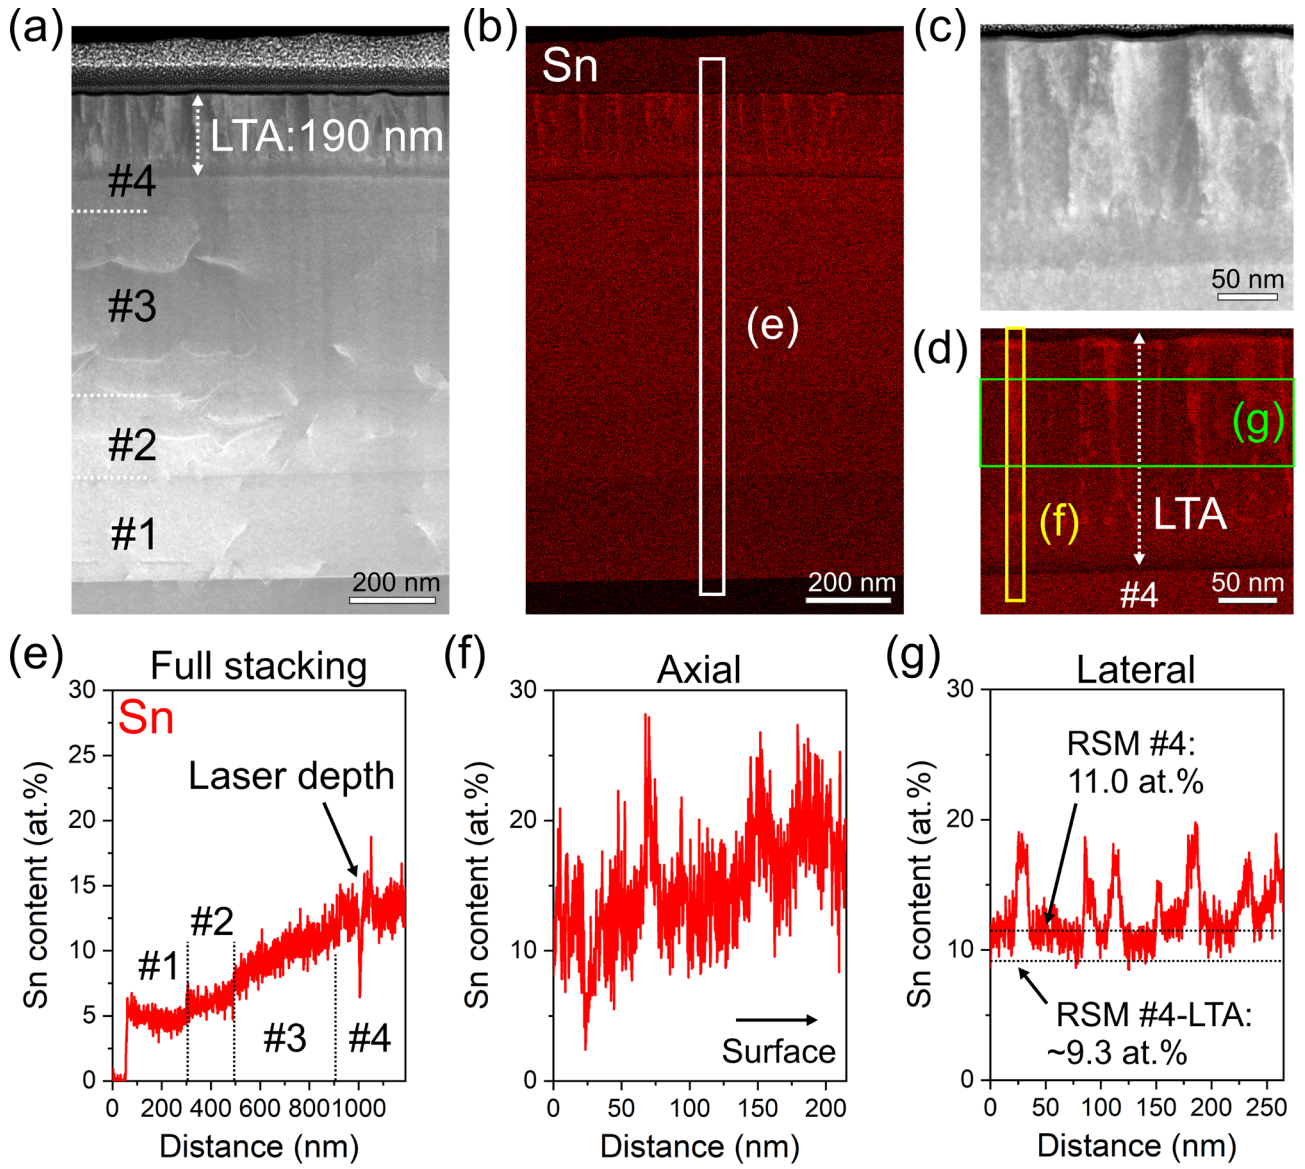 (a)
LTA:190 nm
#4
#3
#2
#1
200 nm
(b)
Sn
(e)
200 nm
(c)
50 nm
(d)
(g)
(f)
LTA
#4
50 nm
(e)
Full stacking
Sn
Laser depth
#1
#2
#3
#4
Sn content (at.%)
30
25
20
15
10
5
0
0 200 400 600 800 1000
Distance (nm)
(f)
Axial
Surface
Sn content (at.%)
30
20
10
0
0 50 100 150 200
Distance (nm)
(g)
Lateral
RSM #4:
11.0 at.%
RSM #4-LTA:
~9.3 at.%
Sn content (at.%)
30
20
10
0
0 50 100 150 200 250
Distance (nm)